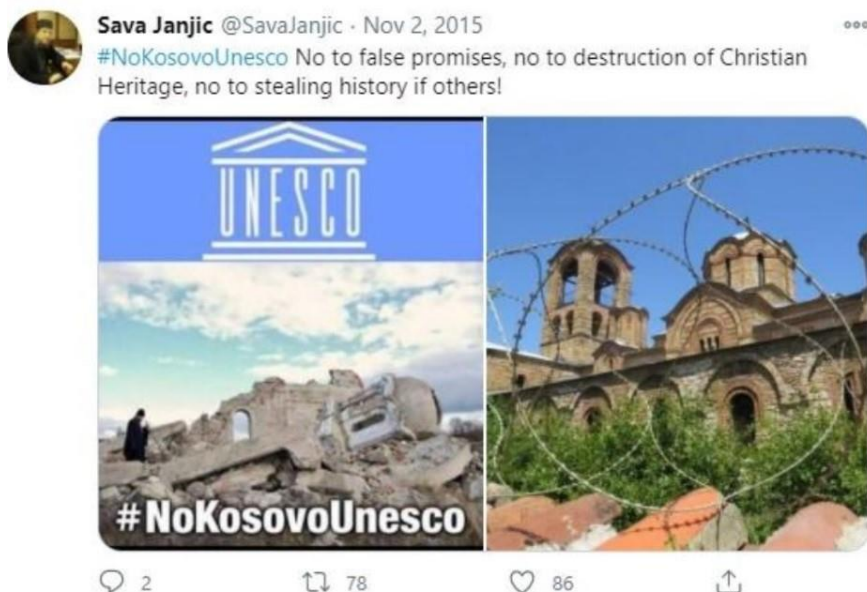 Sava Janjic @SavaJanjic · Nov 2, 2015
#NoKosovoUnesco No to false promises, no to destruction of Christian
Heritage, no to stealing history if others!
UNESCO
#NoKosovoUnesco
2 78 86